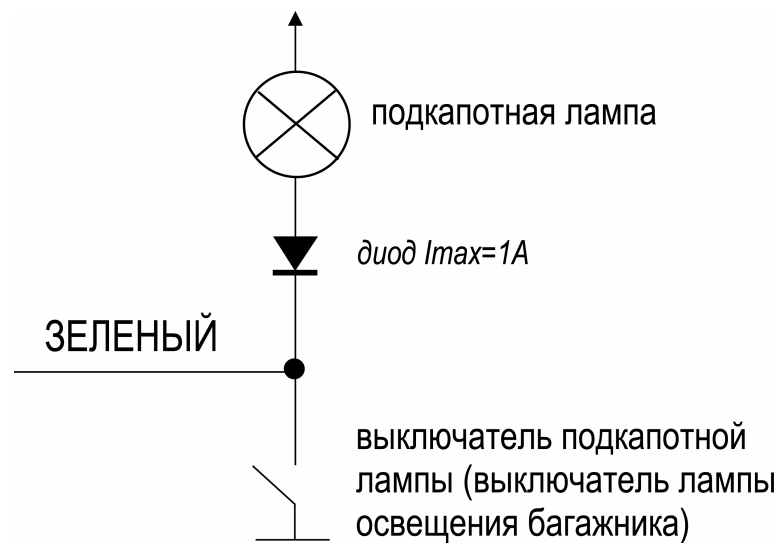 подкапотная лампа
диод Imax=1A
ЗЕЛЕНЫЙ
выключатель подкапотной
лампы (выключатель лампы
освещения багажника)